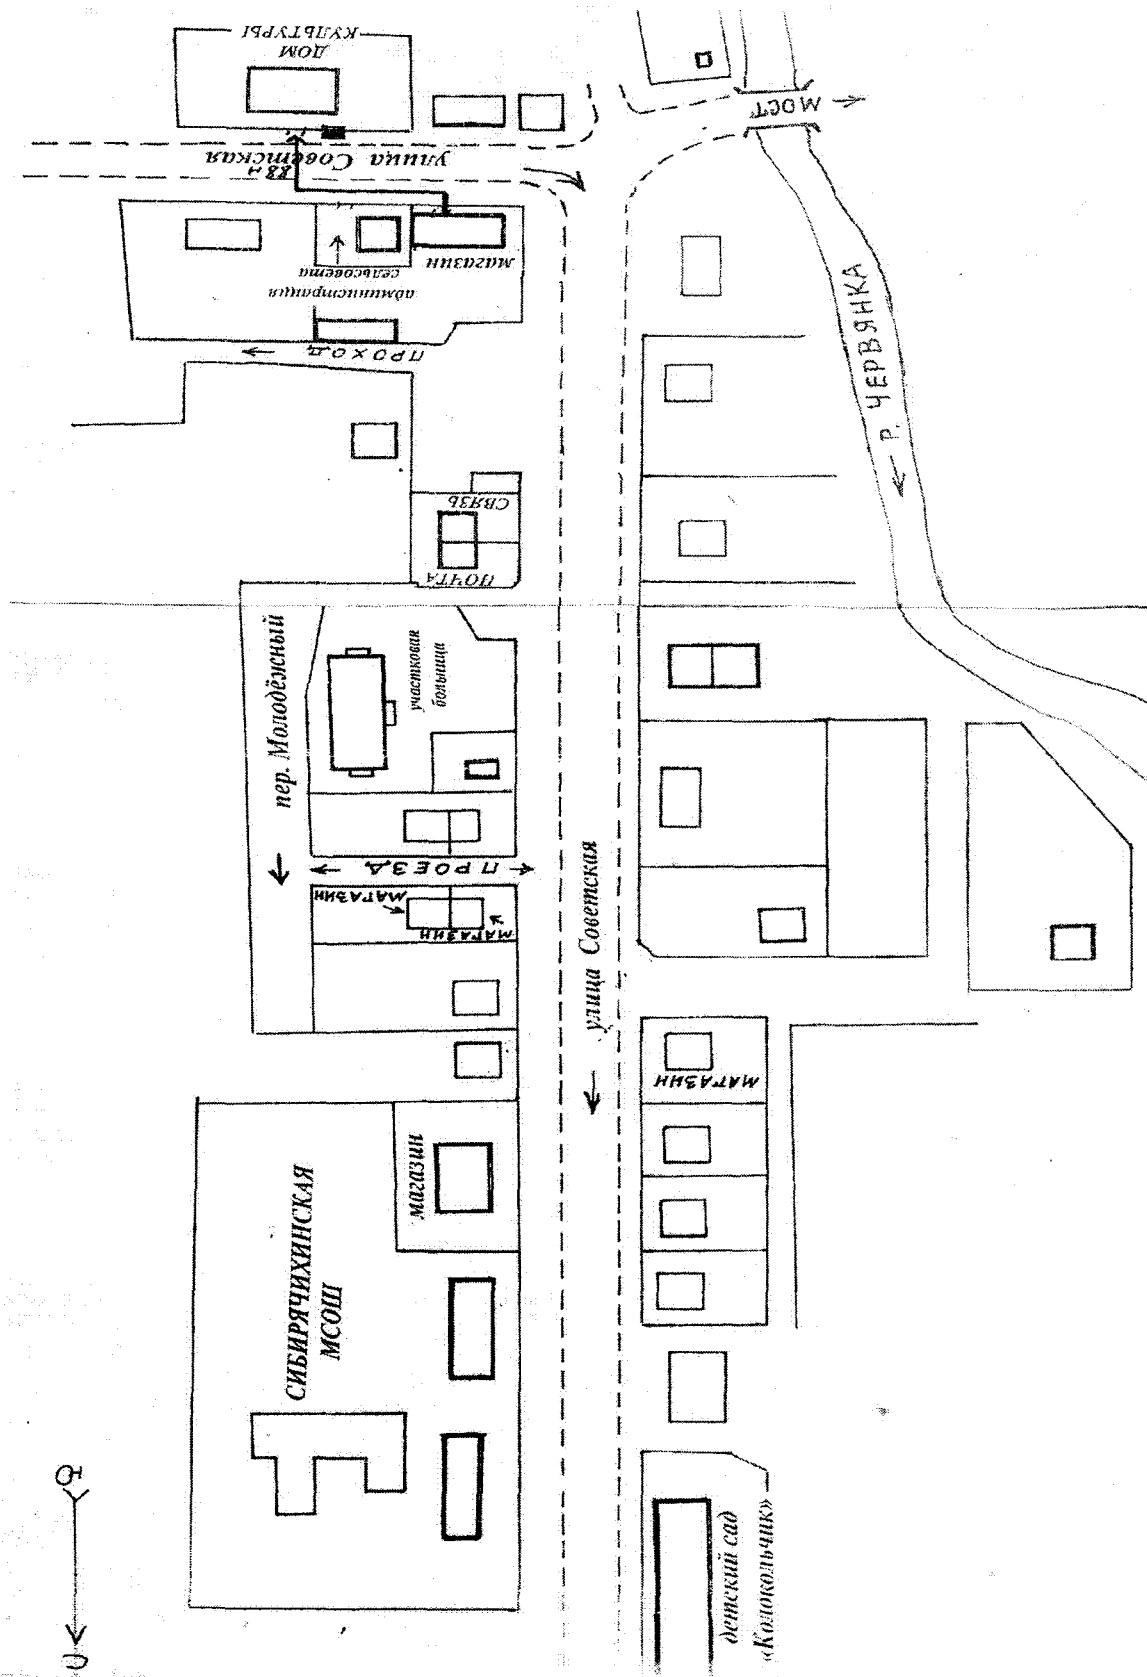 ДОМ
КУЛЬТУРЫ
МОСТ
улица Советская
88 м
магазин
администрация
сельсовета
ПРОХОД
Р. ЧЕРВЯНКА
СВЯЗЬ
ПОЧТА
пер. Молодёжный
участковая
больница
ПРОЕЗД
МАГАЗИН
МАГАЗИН
улица Советская
МАГАЗИН
магазин
СИБИРЯЧИХИНСКАЯ
МСОШ
Ю
С
детский сад
«Колокольчик»